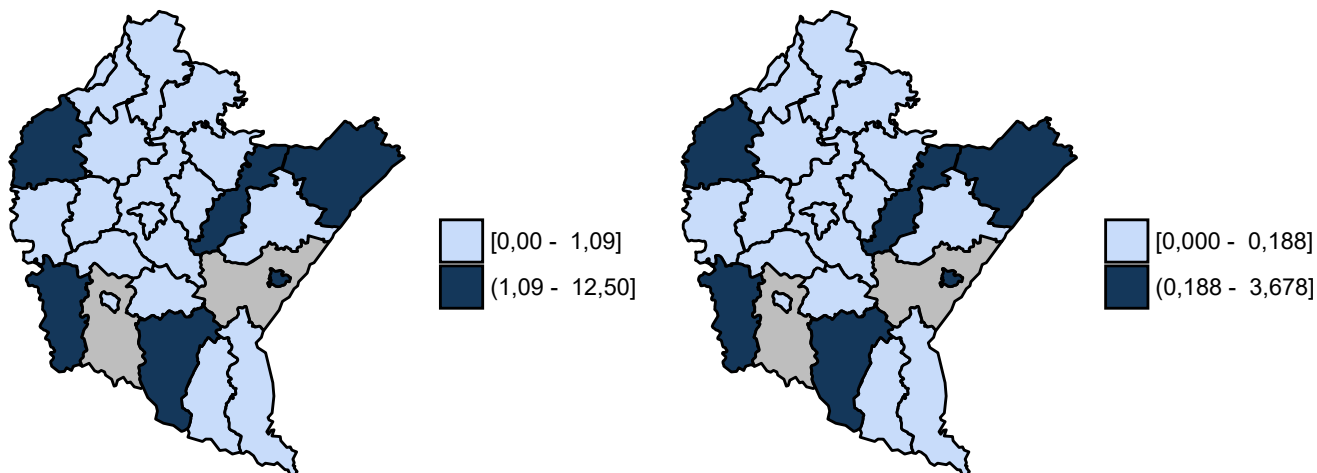 [0,00 - 1,09]
(1,09 - 12,50]
[0,000 - 0,188]
(0,188 - 3,678]